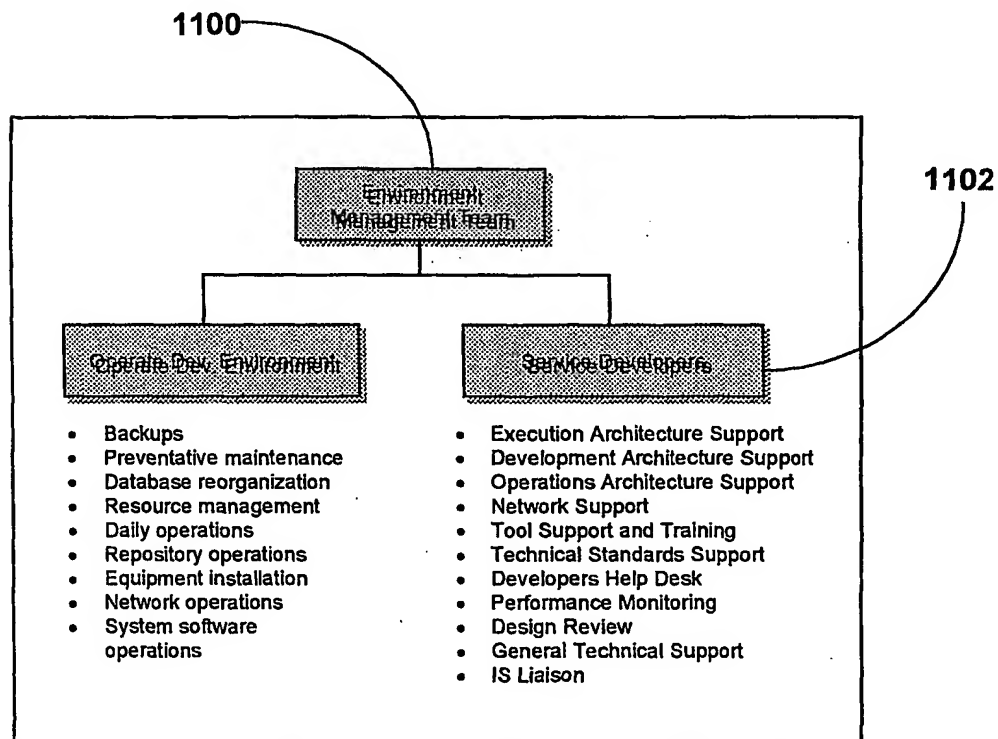 1100
1102
Environment
Management Team
Operate Dev. Environment
Service Developers
• Backups
• Preventative maintenance
• Database reorganization
• Resource management
• Daily operations
• Repository operations
• Equipment installation
• Network operations
• System software
operations
• Execution Architecture Support
• Development Architecture Support
• Operations Architecture Support
• Network Support
• Tool Support and Training
• Technical Standards Support
• Developers Help Desk
• Performance Monitoring
• Design Review
• General Technical Support
• IS Liaison